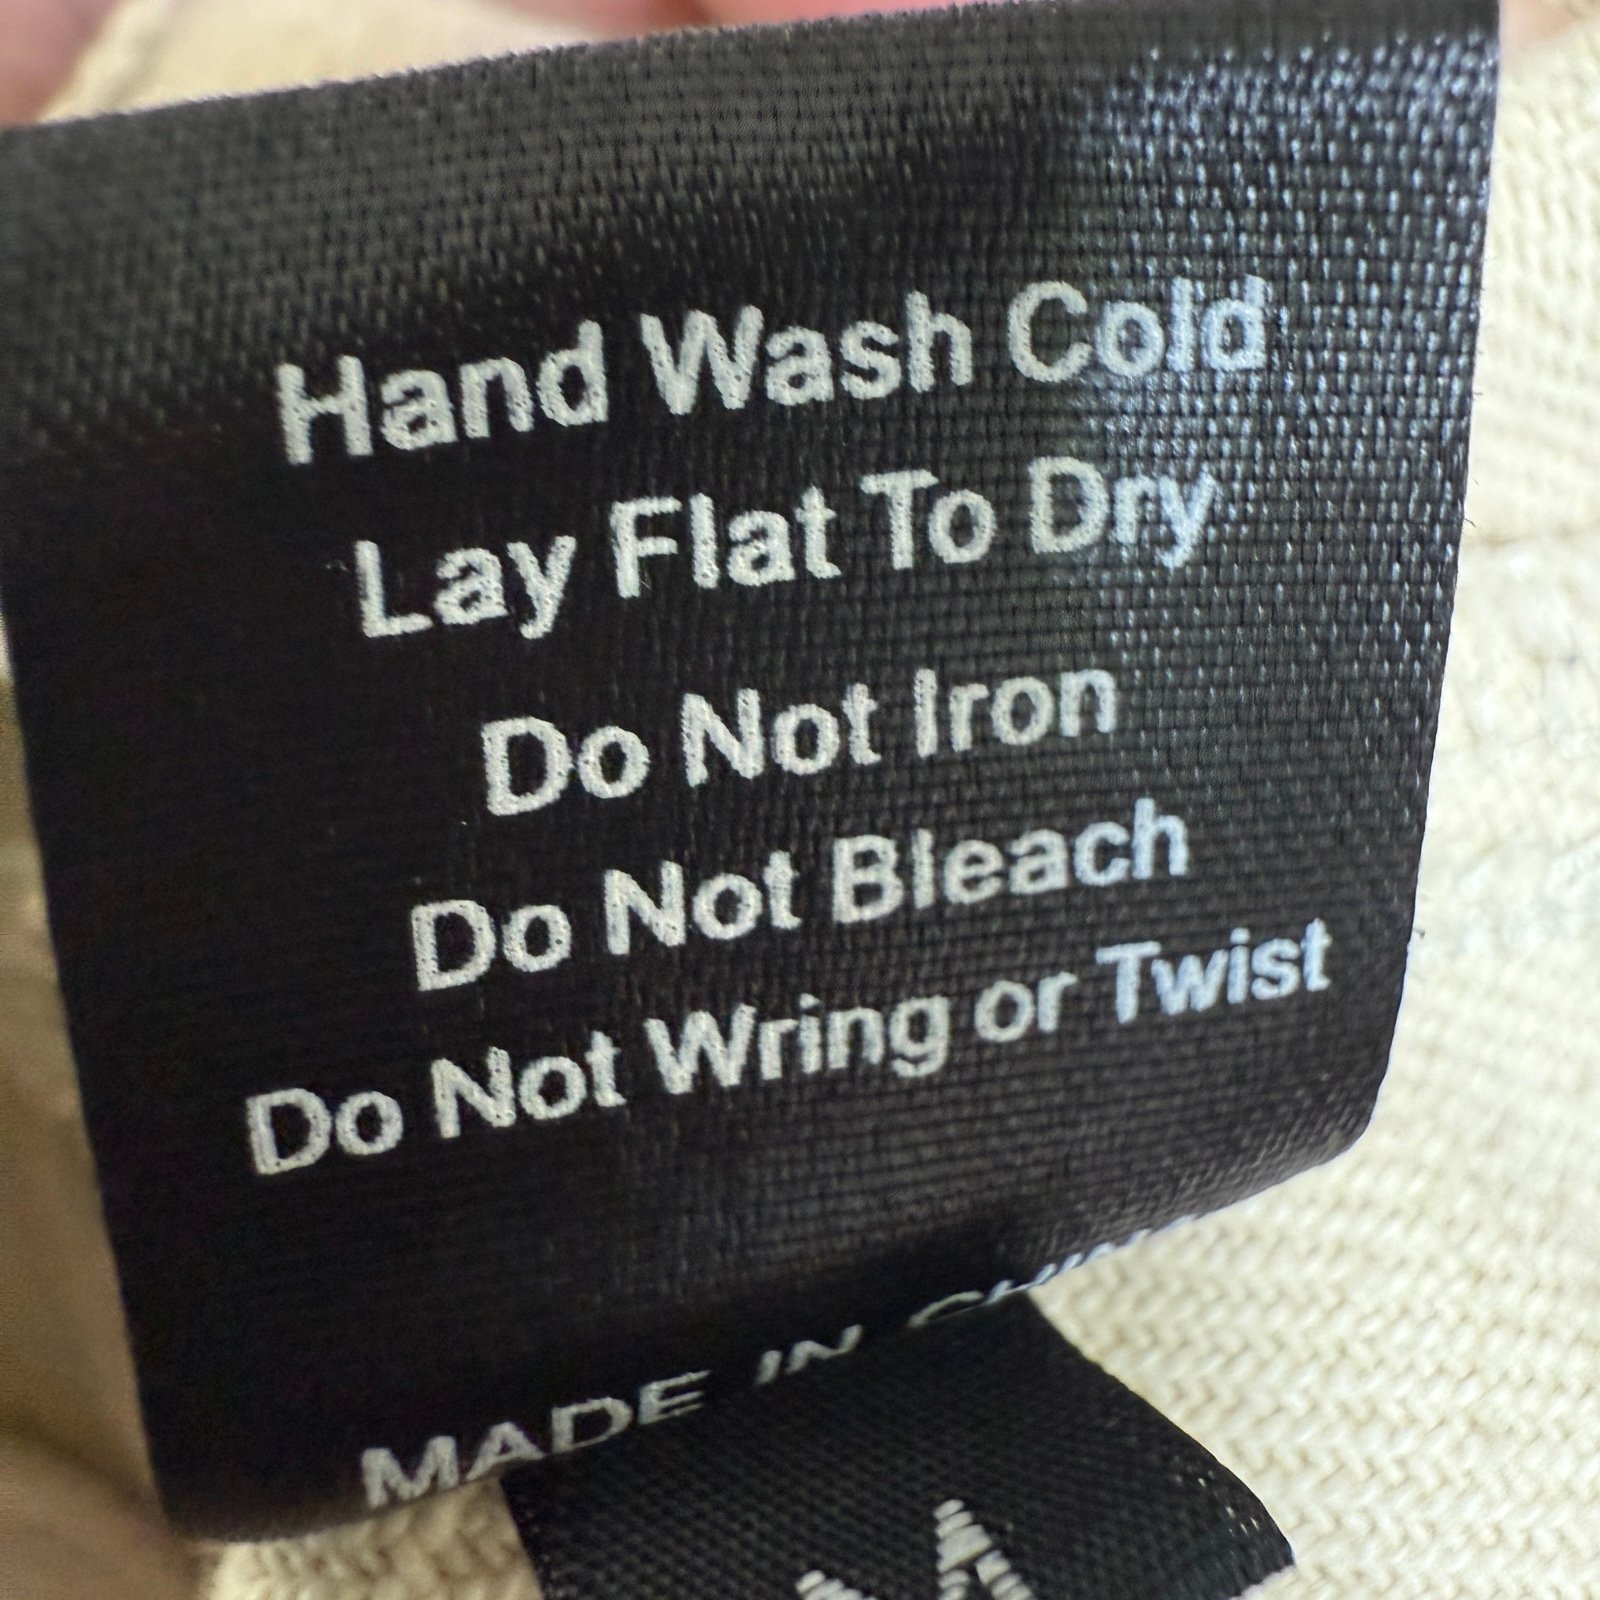 Hand Wash Cold
Lay Flat To Dry
Do Not Iron
Do Not Bleach
Do Not Wring or Twist
MADE IN
M